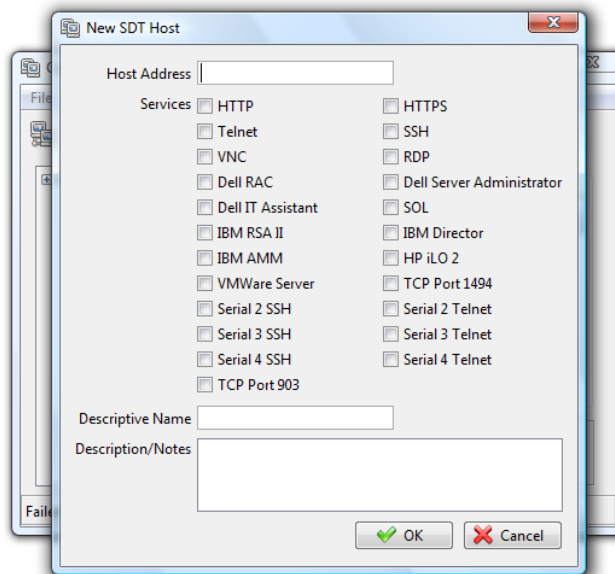 New SDT Host
Host Address
Services HTTP HTTPS
Telnet SSH
VNC RDP
Dell RAC Dell Server Administrator
Dell IT Assistant SOL
IBM RSA II IBM Director
IBM AMM HP iLO 2
VMWare Server TCP Port 1494
Serial 2 SSH Serial 2 Telnet
Serial 3 SSH Serial 3 Telnet
Serial 4 SSH Serial 4 Telnet
TCP Port 903
Descriptive Name
Description/Notes
OK Cancel
File